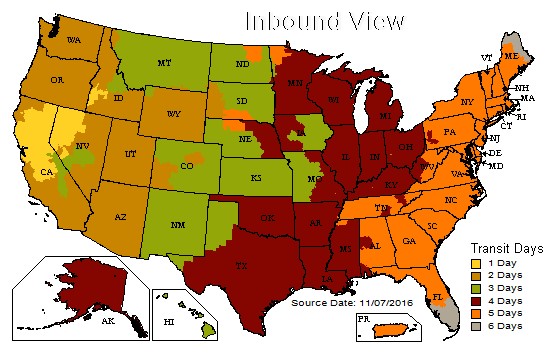 Inbound View
WA
OR
CA
NV
ID
MT
WY
UT
AZ
CO
NM
ND
SD
NE
KS
OK
TX
MN
IA
MO
AR
LA
WI
IL
MI
IN
OH
KY
TN
MS
AL
GA
FL
SC
NC
VA
WV
PA
NY
VT
ME
NH
MA
RI
CT
NJ
DE
MD
AK
HI
PR
Source Date: 11/07/2016
Transit Days
1 Day
2 Days
3 Days
4 Days
5 Days
6 Days